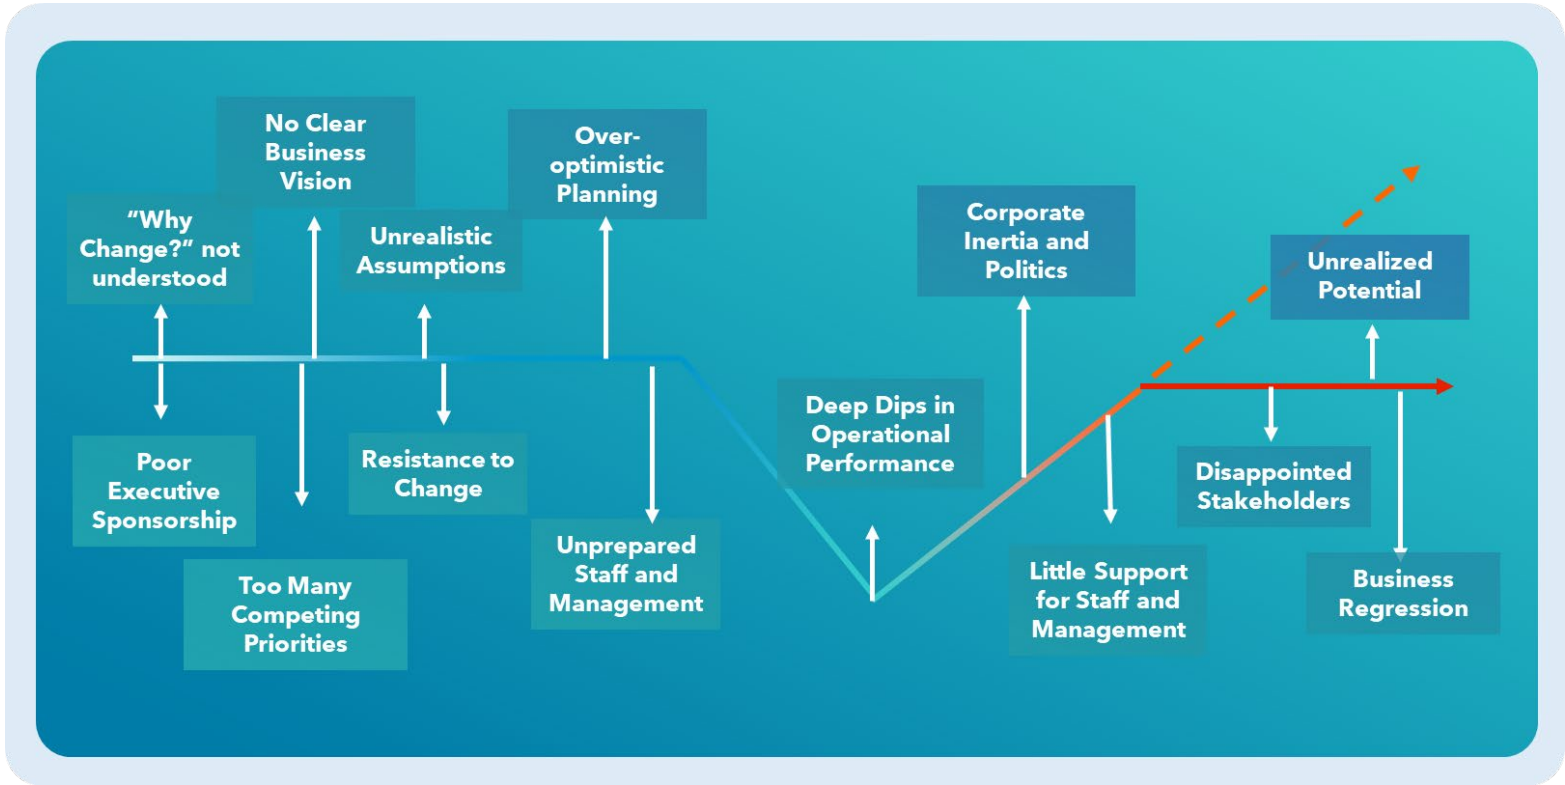 “Why
Change?” not
understood
No Clear
Business
Vision
Unrealistic
Assumptions
Over-
optimistic
Planning
Poor
Executive
Sponsorship
Too Many
Competing
Priorities
Resistance to
Change
Unprepared
Staff and
Management
Deep Dips in
Operational
Performance
Corporate
Inertia and
Politics
Little Support
for Staff and
Management
Unrealized
Potential
Disappointed
Stakeholders
Business
Regression